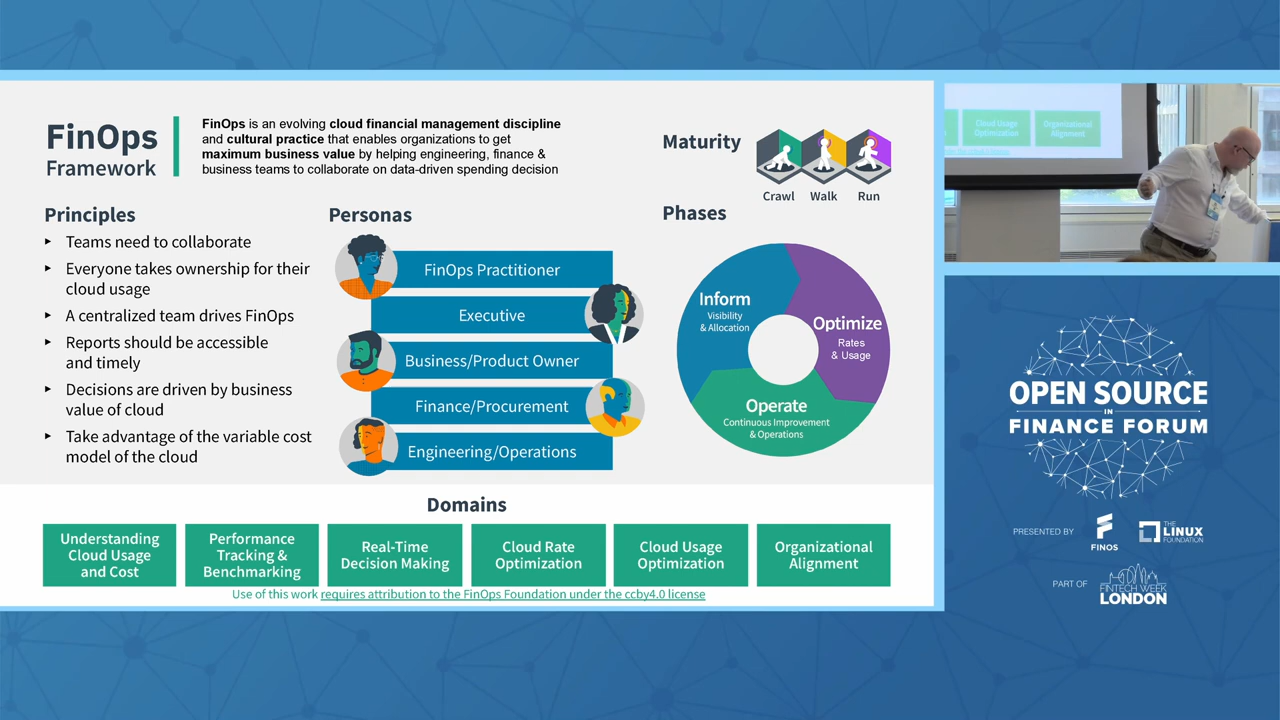 FinOps
Framework
FinOps is an evolving cloud financial management discipline
and cultural practice that enables organizations to get
maximum business value by helping engineering, finance &
business teams to collaborate on data-driven spending decision
Maturity
Crawl
Walk
Run
Principles
▸ Teams need to collaborate
▸ Everyone takes ownership for their
cloud usage
▸ A centralized team drives FinOps
▸ Reports should be accessible
and timely
▸ Decisions are driven by business
value of cloud
▸ Take advantage of the variable cost
model of the cloud
Personas
FinOps Practitioner
Executive
Business/Product Owner
Finance/Procurement
Engineering/Operations
Phases
Inform
Visibility
& Allocation
Optimize
Rates
& Usage
Operate
Continuous Improvement
& Operations
Domains
Understanding
Cloud Usage
and Cost
Performance
Tracking &
Benchmarking
Real-Time
Decision Making
Cloud Rate
Optimization
Cloud Usage
Optimization
Organizational
Alignment
Use of this work requires attribution to the FinOps Foundation under the ccby4.0 license
Cloud Usage
Optimization
Organizational
Alignment
OPEN SOURCE
IN
FINANCE FORUM
PRESENTED BY
FINOS
THE
LINUX
FOUNDATION
PART OF
FINTECH WEEK
LONDON